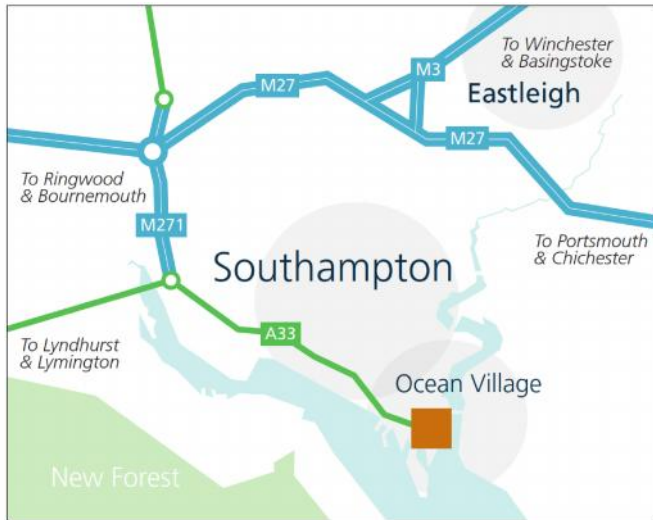 To Winchester
& Basingstoke
M3
M27
Eastleigh
M27
To Ringwood
& Bournemouth
M271
To Portsmouth
& Chichester
Southampton
A33
To Lyndhurst
& Lymington
Ocean Village
New Forest